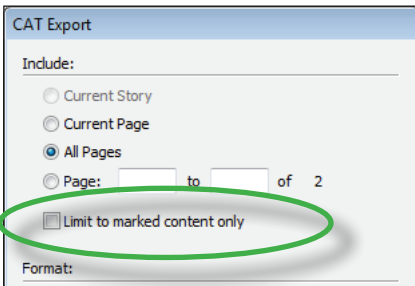 CAT Export
Include:
Current Story
Current Page
All Pages
Page: to of 2
Limit to marked content only
Format: